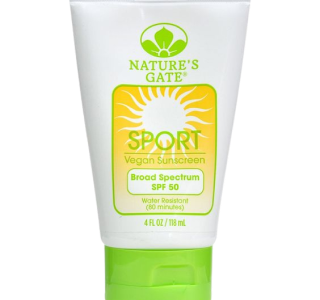 NATURE'S
GATE®
SPORT
Vegan Sunscreen
Broad Spectrum
SPF 50
Water Resistant
(80 minutes)
4 FL OZ / 118 mL